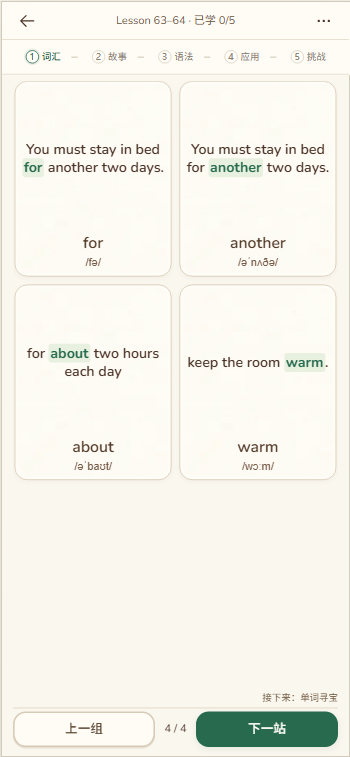 Lesson 63–64 · 已学 0/5
1 词汇 — 2 故事 — 3 语法 — 4 应用 — 5 挑战
You must stay in bed
for another two days.
for
/fə/
You must stay in bed
for another two days.
another
/əˈnʌðə/
for about two hours
each day
about
/əˈbaʊt/
keep the room warm.
warm
/wɔːm/
接下来：单词寻宝
上一组
4 / 4
下一站